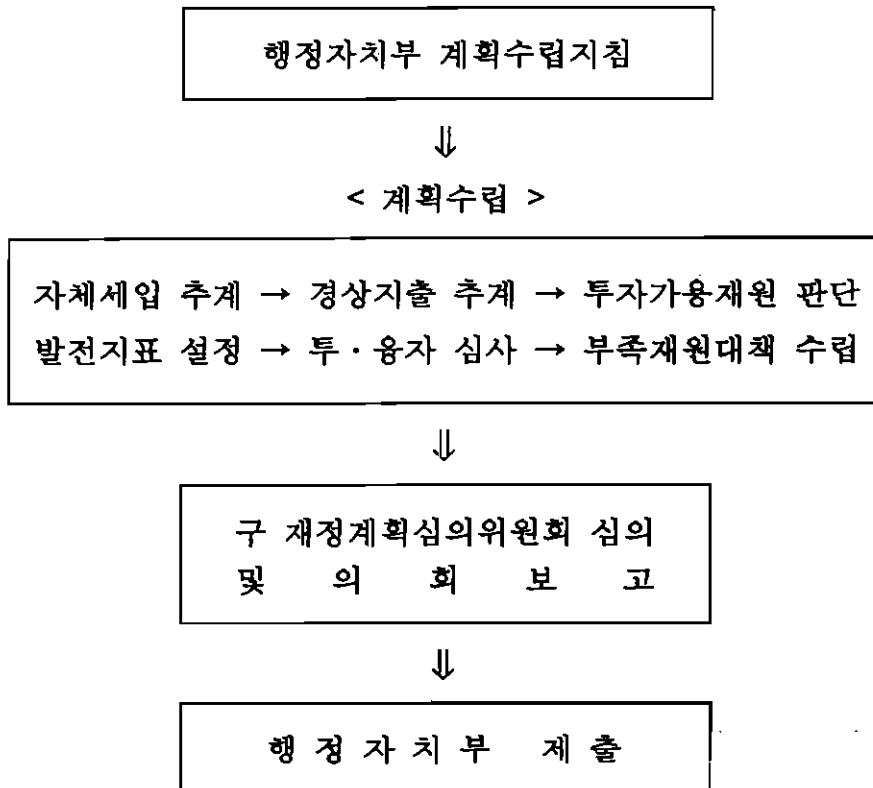 행정자치부 계획수립지침
⇓
< 계획수립 >
자체세입 추계 → 경상지출 추계 → 투자가용재원 판단
발전지표 설정 → 투·융자 심사 → 부족재원대책 수립
⇓
구 재정계획심의위원회 심의
및 의 회 보 고
⇓
행 정 자 치 부 제 출